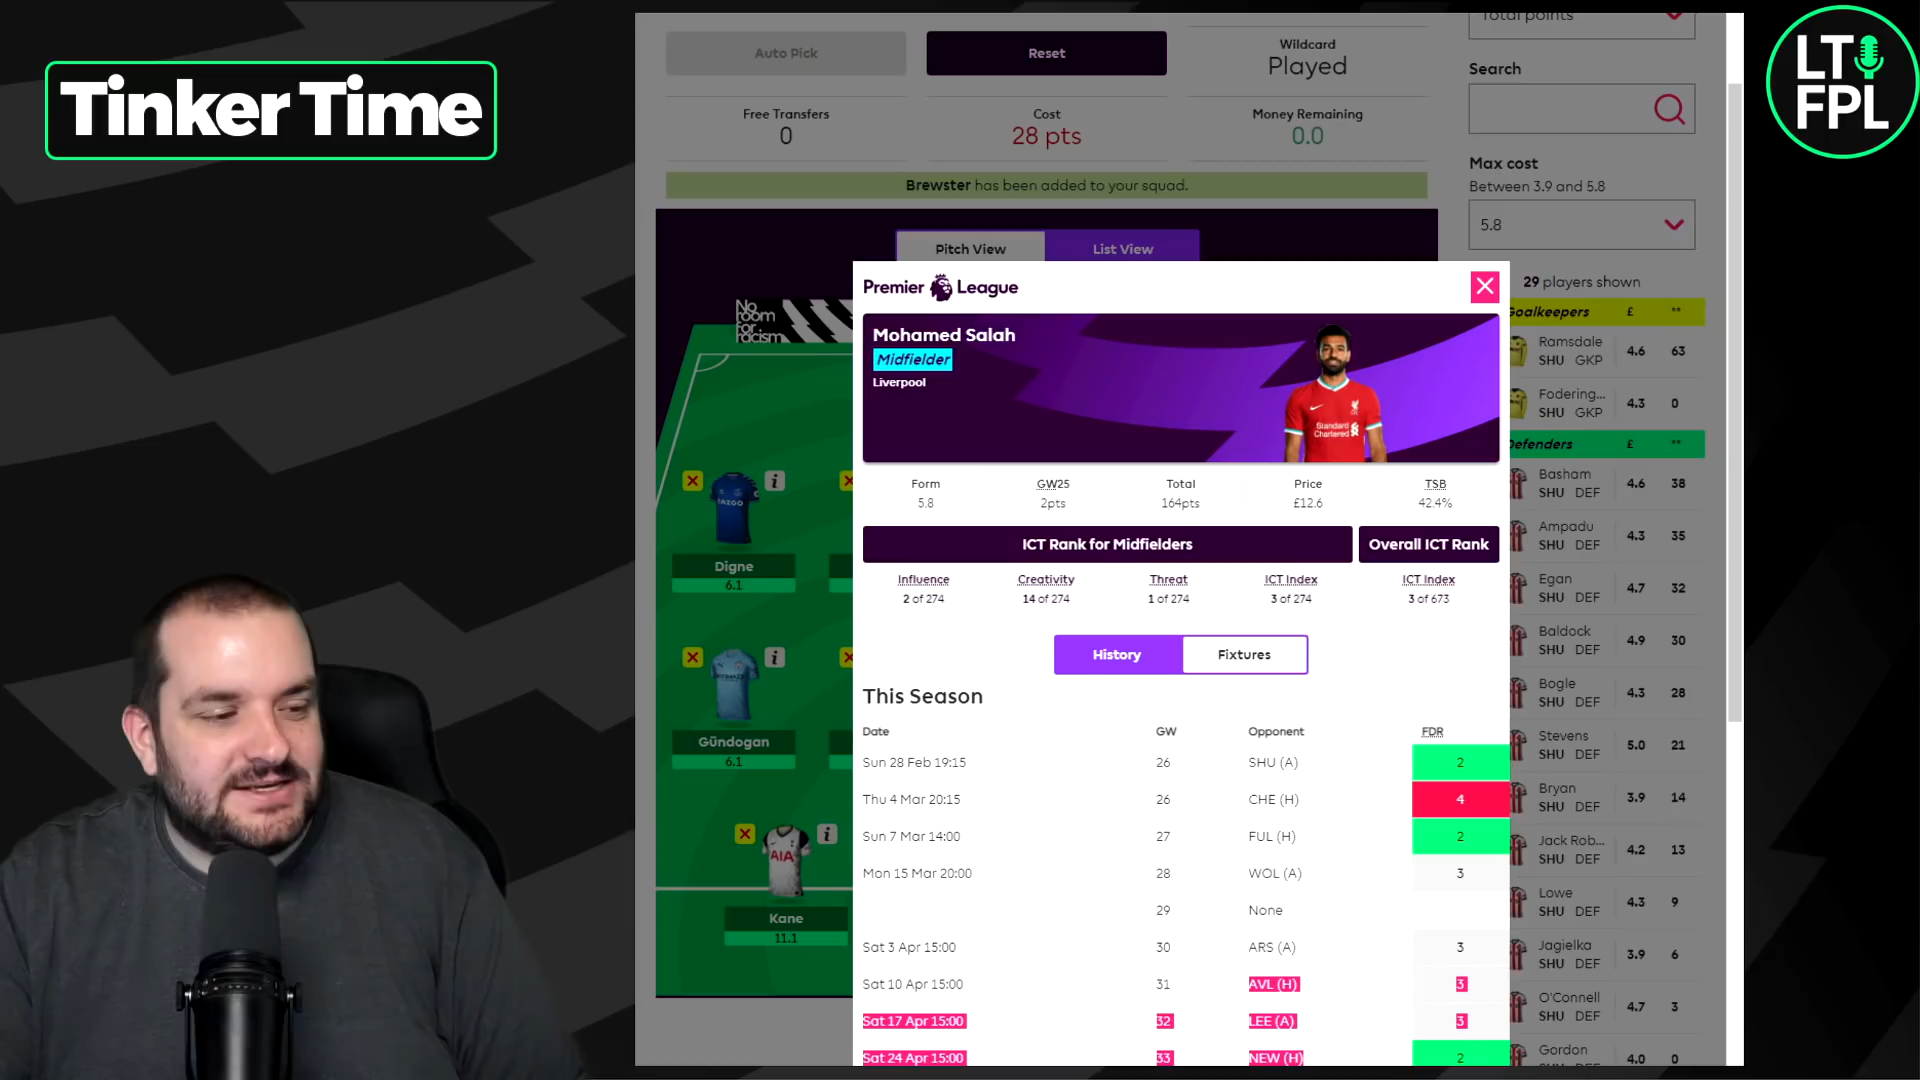 Tinker Time
LT
FPL
Auto Pick
Reset
Wildcard
Played
Free Transfers
0
Cost
28 pts
Money Remaining
0.0
Brewster has been added to your squad.
Pitch View
List View
No
room
for
racism
Total points
Search
Max cost
Between 3.9 and 5.8
5.8
29 players shown
Premier League
Mohamed Salah
Midfielder
Liverpool
Standard
Chartered
Form
5.8
GW25
2pts
Total
164pts
Price
£12.6
TSB
42.4%
ICT Rank for Midfielders
Overall ICT Rank
Influence
2 of 274
Creativity
14 of 274
Threat
1 of 274
ICT Index
3 of 274
ICT Index
3 of 673
History
Fixtures
This Season
Date GW Opponent FDR
Sun 28 Feb 19:15 26 SHU (A) 2
Thu 4 Mar 20:15 26 CHE (H) 4
Sun 7 Mar 14:00 27 FUL (H) 2
Mon 15 Mar 20:00 28 WOL (A) 3
29 None
Sat 3 Apr 15:00 30 ARS (A) 3
Sat 10 Apr 15:00 31 AVL (H) 3
Sat 17 Apr 15:00 32 LEE (A) 3
Sat 24 Apr 15:00 33 NEW (H) 2
CAZOO
Digne
6.1
Gündogan
6.1
AIA
Kane
11.1
Goalkeepers £ **
Ramsdale
SHU GKP 4.6 63
Fodering...
SHU GKP 4.3 0
Defenders £ **
Basham
SHU DEF 4.6 38
Ampadu
SHU DEF 4.3 35
Egan
SHU DEF 4.7 32
Baldock
SHU DEF 4.9 30
Bogle
SHU DEF 4.3 28
Stevens
SHU DEF 5.0 21
Bryan
SHU DEF 3.9 14
Jack Rob...
SHU DEF 4.2 13
Lowe
SHU DEF 4.3 9
Jagielka
SHU DEF 3.9 6
O'Connell
SHU DEF 4.7 3
Gordon
4.0 0